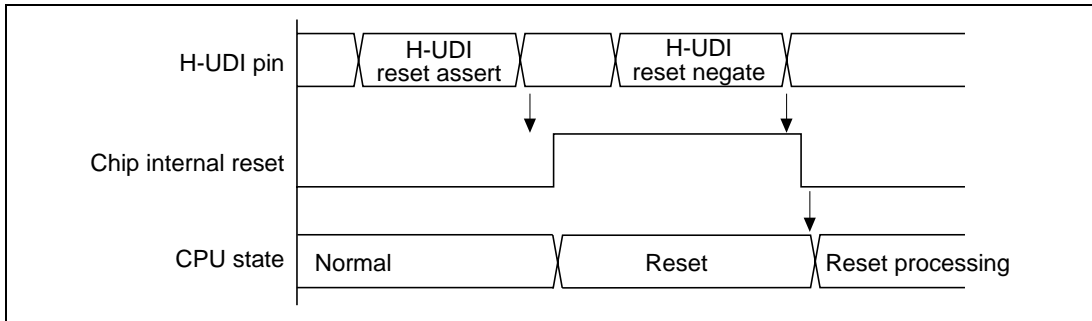 H-UDI pin
H-UDI
reset assert
H-UDI
reset negate
Chip internal reset
CPU state
Normal
Reset
Reset processing